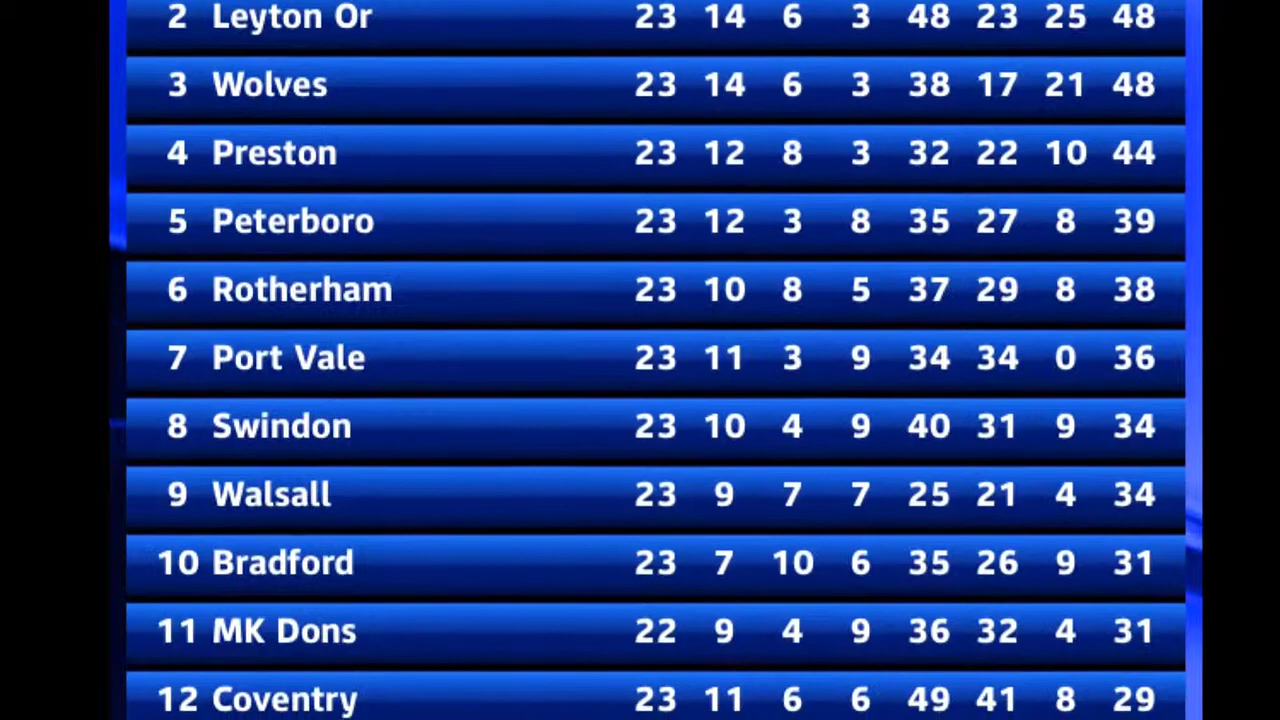 2 Leyton Or 23 14 6 3 48 23 25 48
3 Wolves 23 14 6 3 38 17 21 48
4 Preston 23 12 8 3 32 22 10 44
5 Peterboro 23 12 3 8 35 27 8 39
6 Rotherham 23 10 8 5 37 29 8 38
7 Port Vale 23 11 3 9 34 34 0 36
8 Swindon 23 10 4 9 40 31 9 34
9 Walsall 23 9 7 7 25 21 4 34
10 Bradford 23 7 10 6 35 26 9 31
11 MK Dons 22 9 4 9 36 32 4 31
12 Coventry 23 11 6 6 49 41 8 29